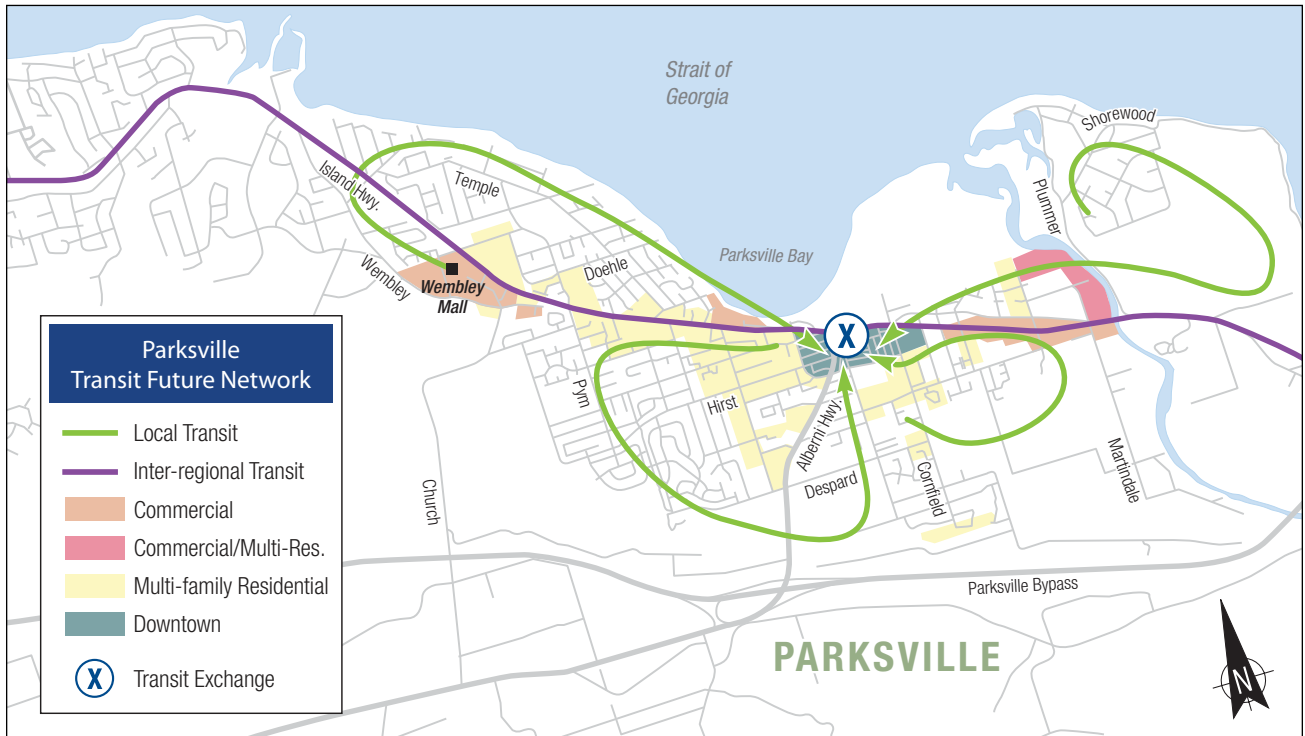 Strait of
Georgia
Shorewood
Island Hwy.
Temple
Plummer
Parksville Bay
Wembley
Doehle
Wembley
Mall
X
Parksville
Transit Future Network
Pym
Hirst
Alberni Hwy.
Local Transit
Inter-regional Transit
Church
Despard
Cornfield
Martindale
Commercial
Commercial/Multi-Res.
Multi-family Residential
Parksville Bypass
Downtown
PARKSVILLE
X
Transit Exchange
N